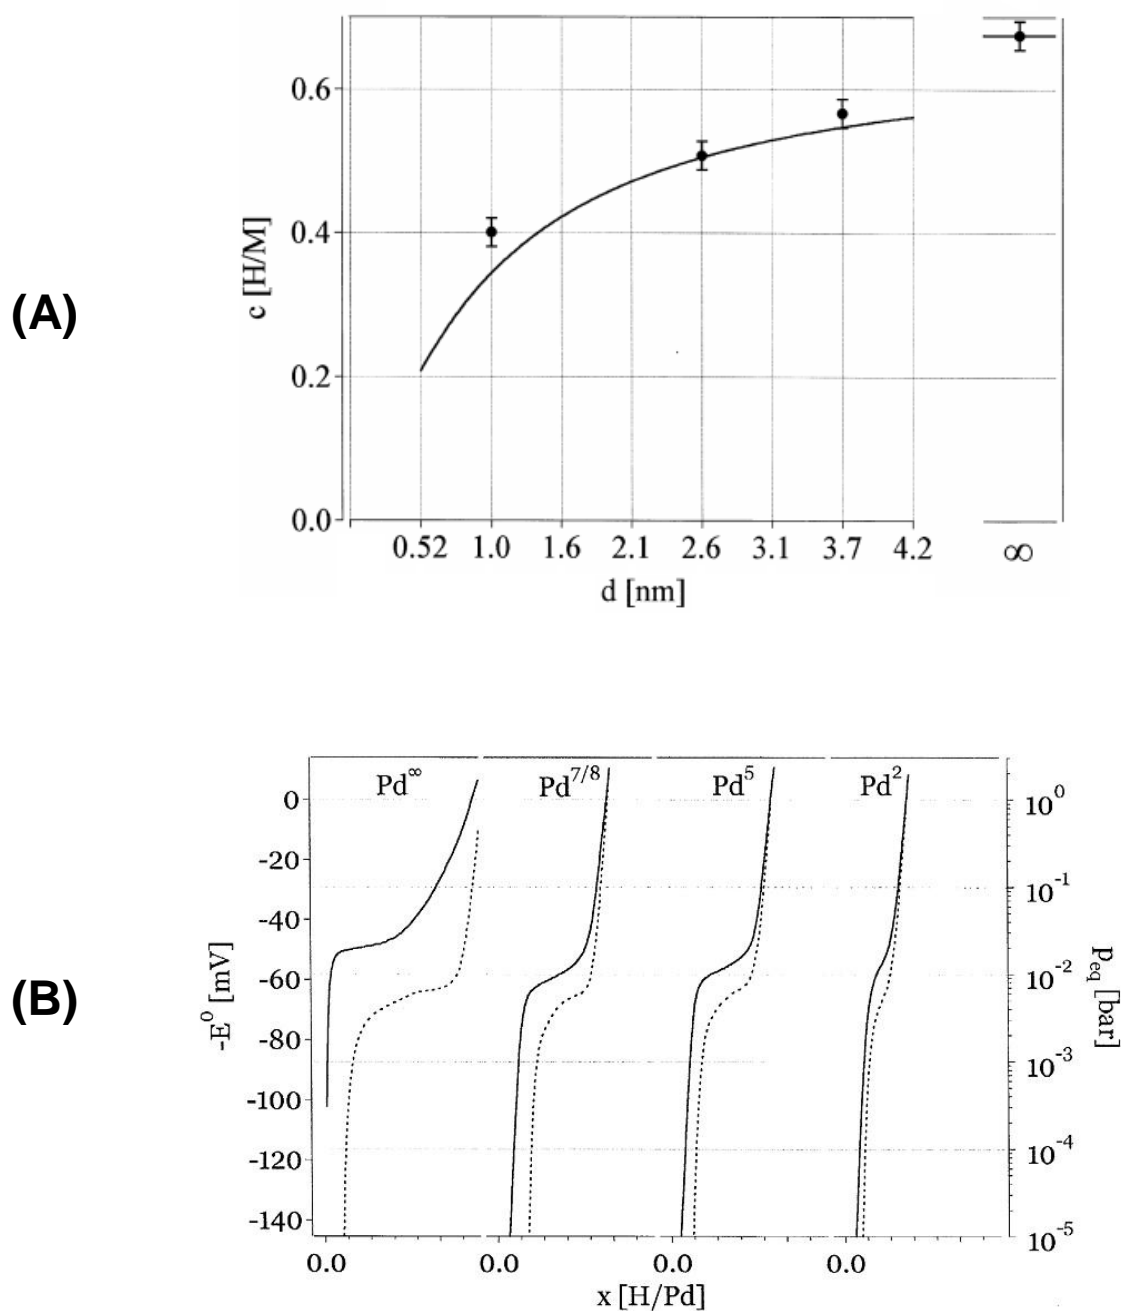 (A)
c [H/M]
0.6
0.4
0.2
0.0
0.52 1.0 1.6 2.1 2.6 3.1 3.7 4.2 ∞
d [nm]
(B)
-E⁰ [mV]
Pd∞ Pd7/8 Pd5 Pd2
0
-20
-40
-60
-80
-100
-120
-140
10⁰
10⁻¹
10⁻²
10⁻³
10⁻⁴
10⁻⁵
peq [bar]
0.0 0.0 0.0 0.0
x [H/Pd]